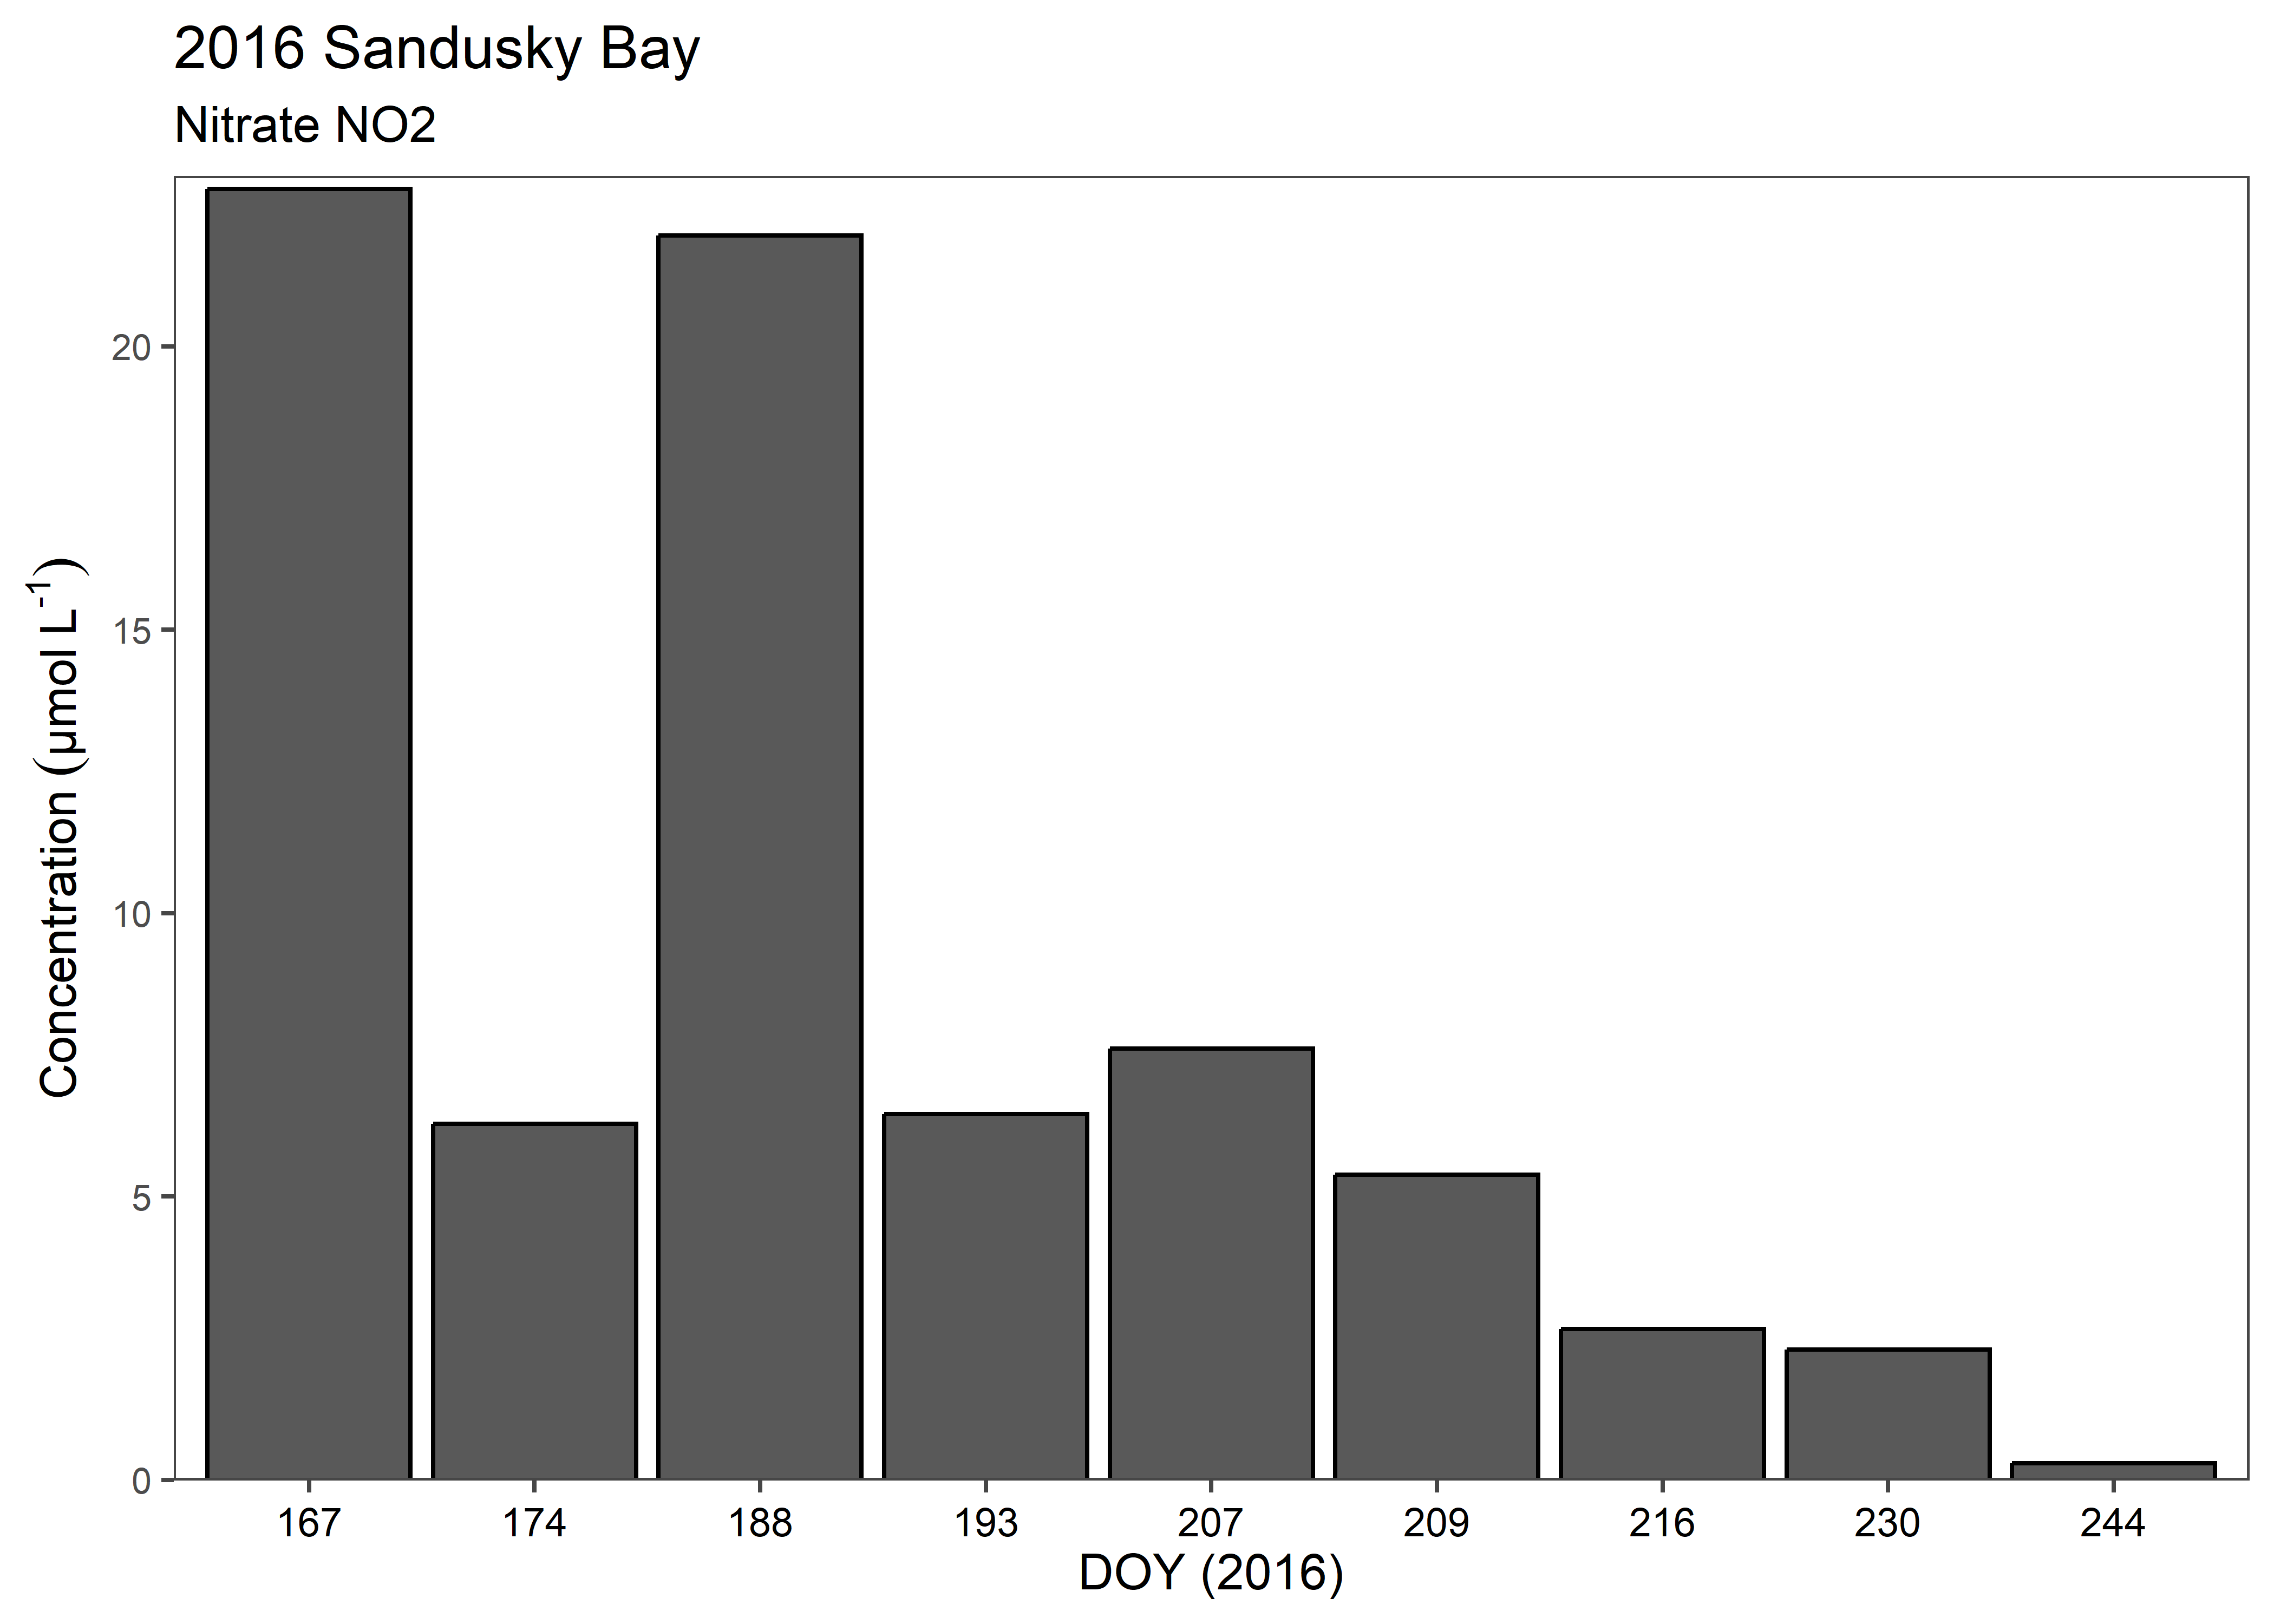 2016 Sandusky Bay
Nitrate NO2
Concentration (µmol L⁻¹)
20
15
10
5
0
167 174 188 193 207 209 216 230 244
DOY (2016)